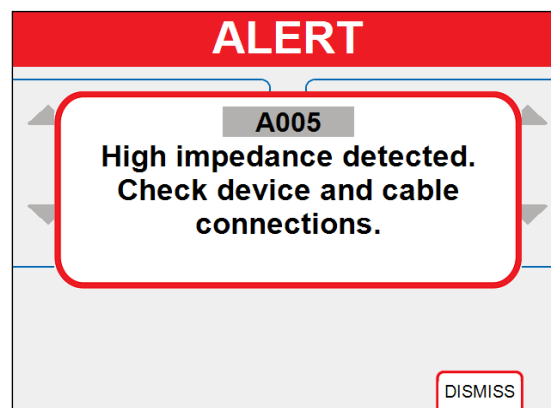 ALERT
A005
High impedance detected.
Check device and cable
connections.
DISMISS